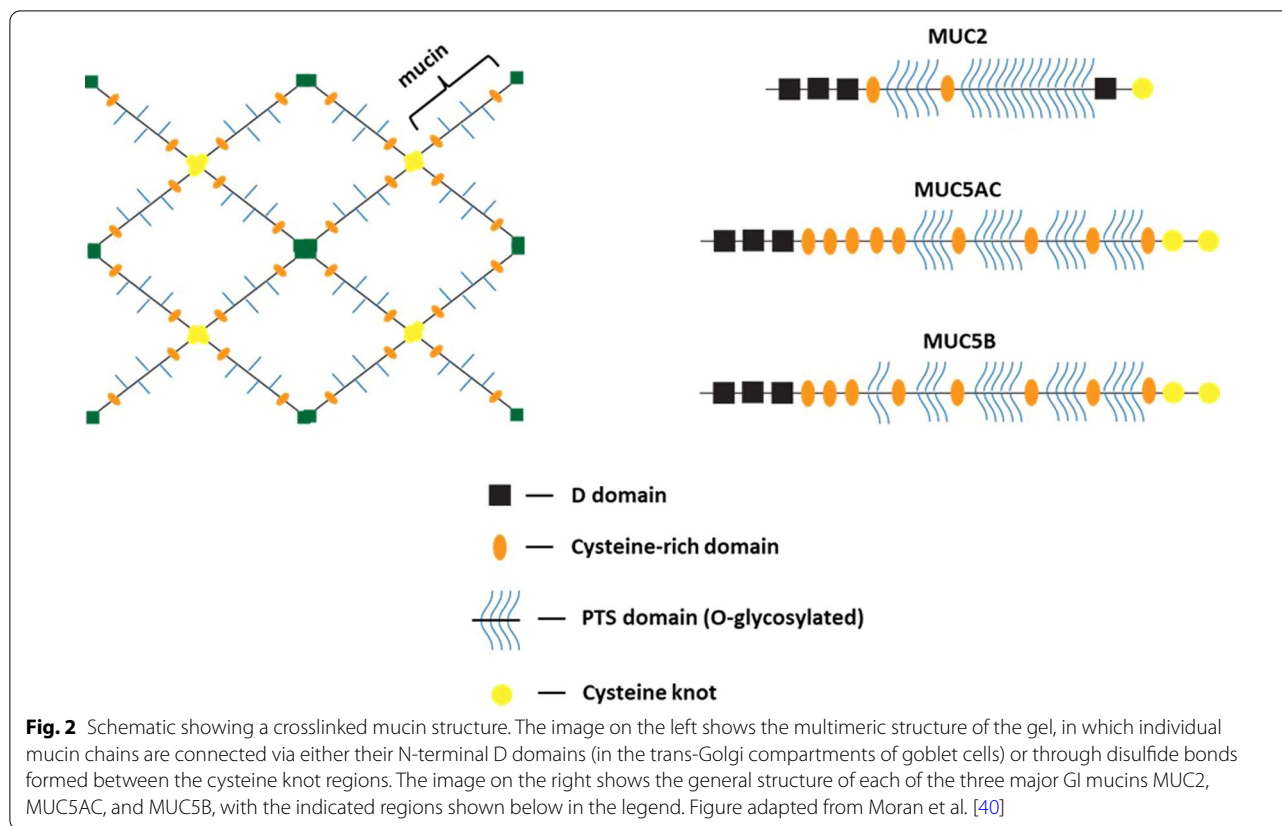 mucin
MUC2
MUC5AC
MUC5B
— D domain
— Cysteine-rich domain
— PTS domain (O-glycosylated)
— Cysteine knot
Fig. 2 Schematic showing a crosslinked mucin structure. The image on the left shows the multimeric structure of the gel, in which individual
mucin chains are connected via either their N-terminal D domains (in the trans-Golgi compartments of goblet cells) or through disulfide bonds
formed between the cysteine knot regions. The image on the right shows the general structure of each of the three major GI mucins MUC2,
MUC5AC, and MUC5B, with the indicated regions shown below in the legend. Figure adapted from Moran et al. [40]